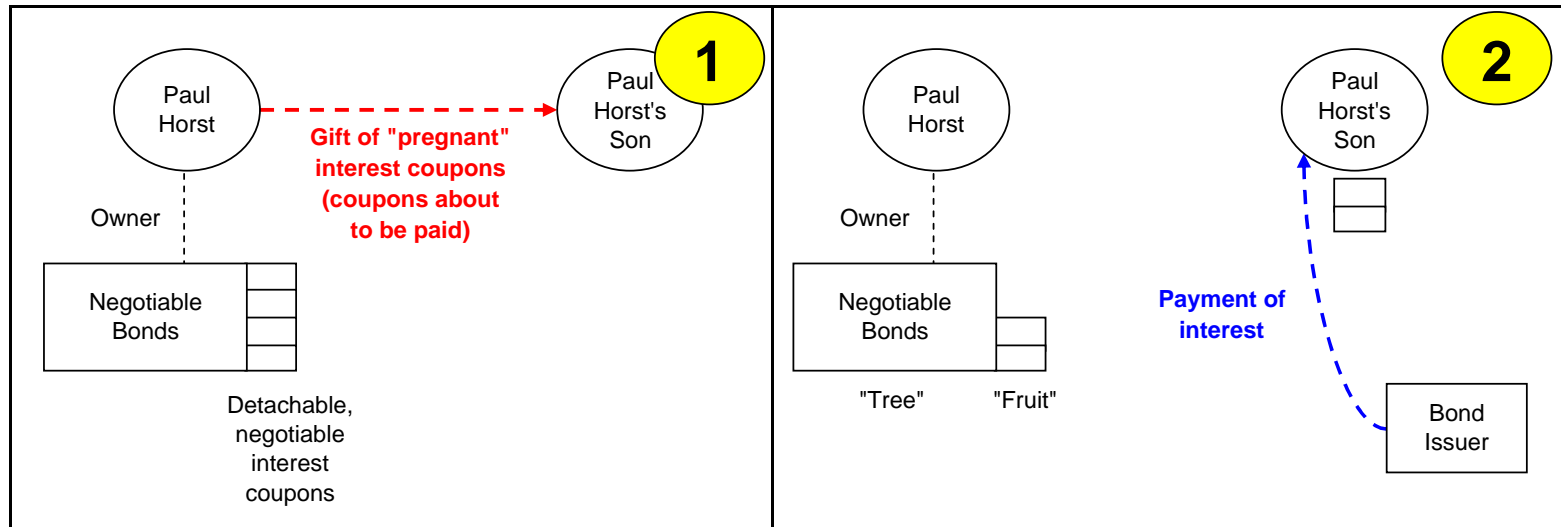 1
Paul
Horst
Paul
Horst's
Son
Gift of "pregnant"
interest coupons
(coupons about
to be paid)
Owner
Negotiable
Bonds
Detachable,
negotiable
interest
coupons
2
Paul
Horst
Paul
Horst's
Son
Owner
Negotiable
Bonds
Payment of
interest
"Tree"
"Fruit"
Bond
Issuer